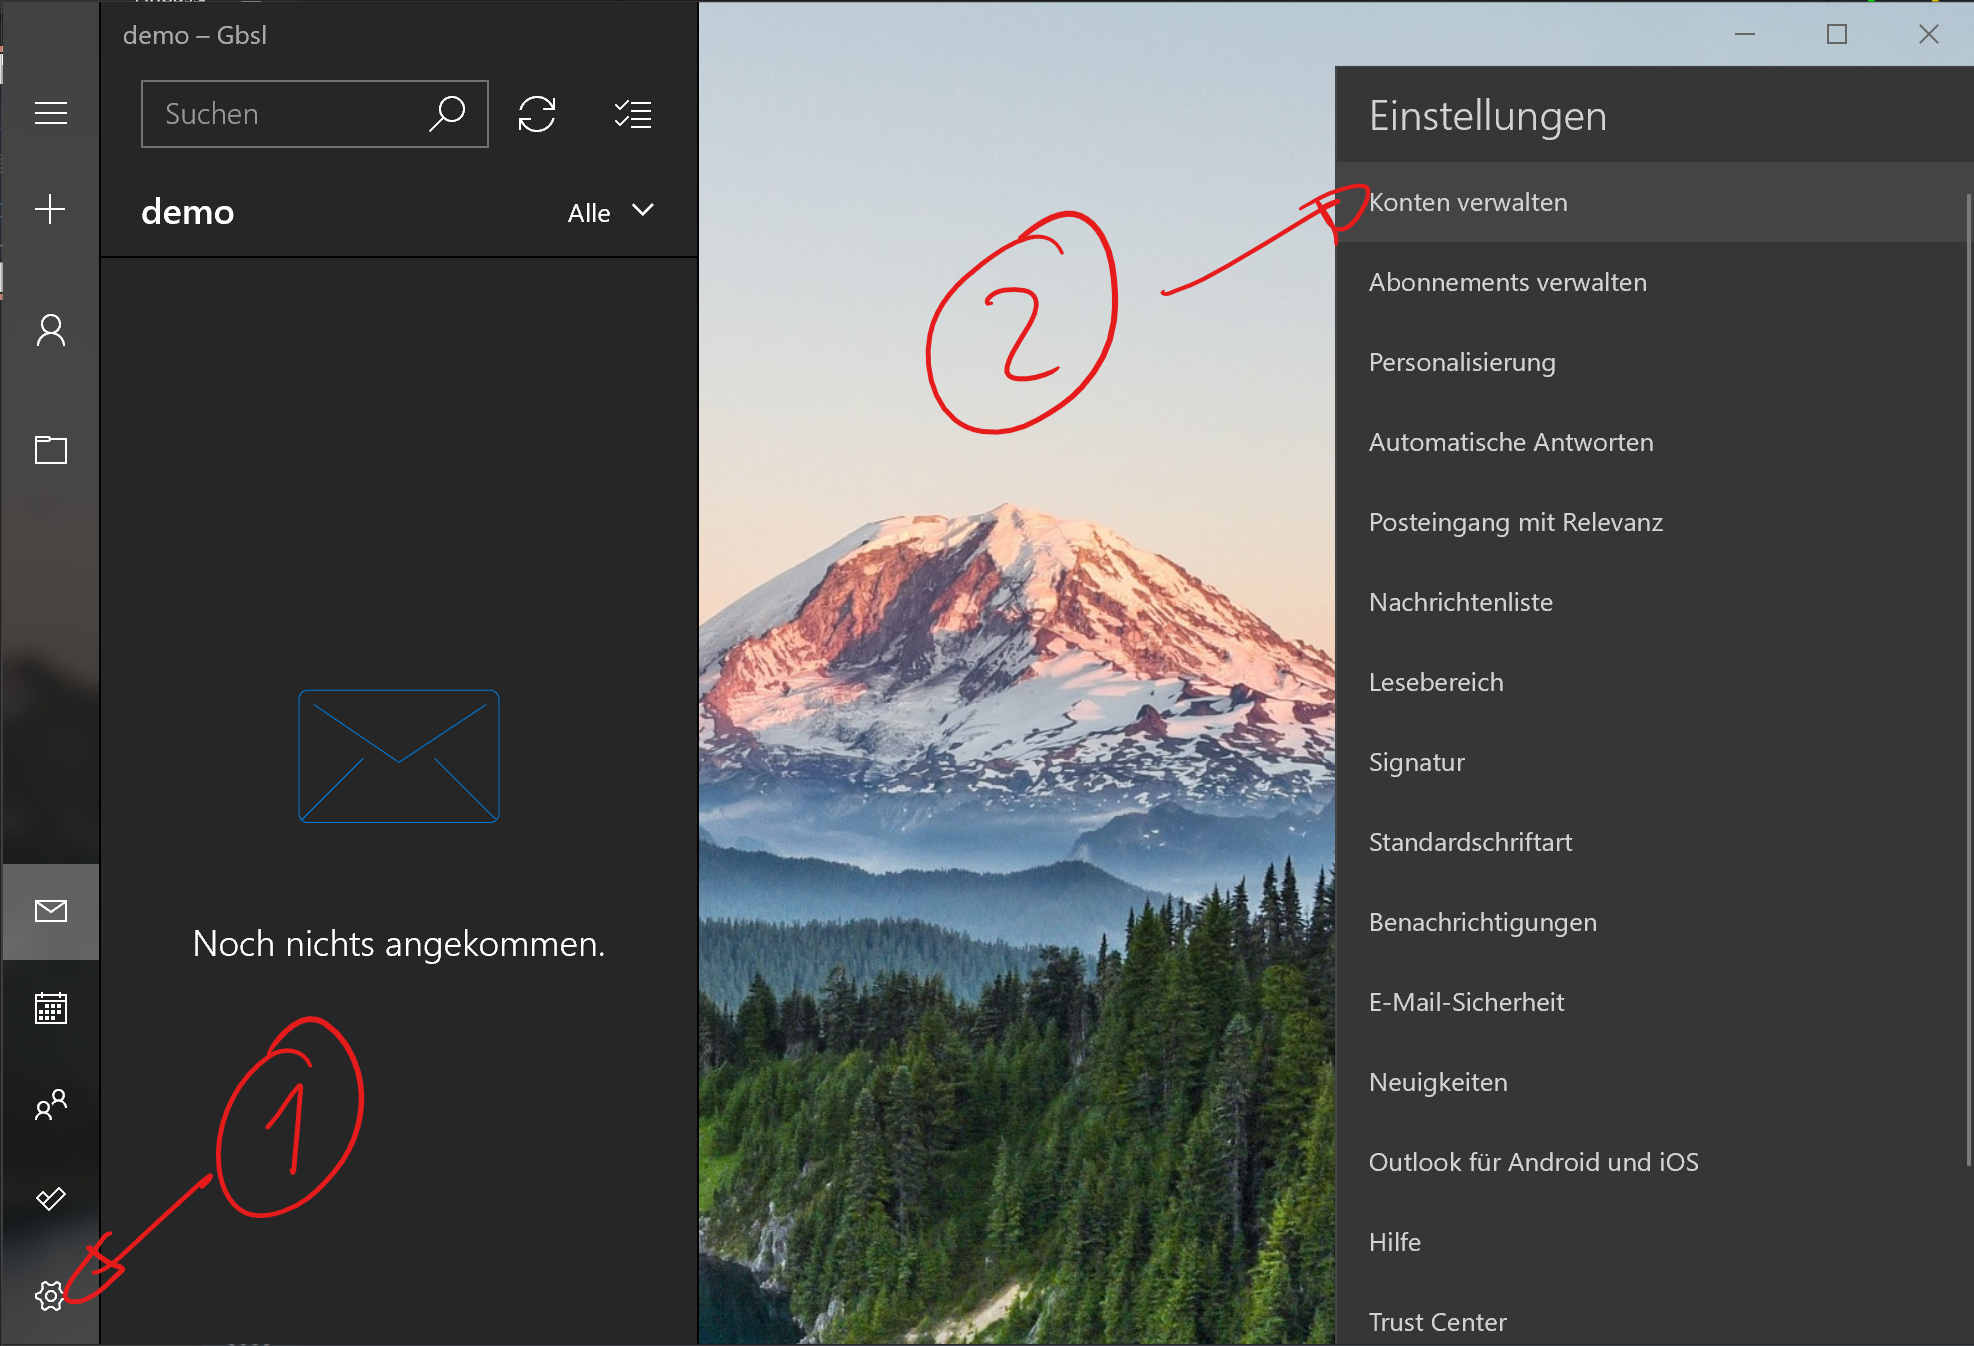 demo – Gbsl
Suchen
demo
Alle
Noch nichts angekommen.
1
2
Einstellungen
Konten verwalten
Abonnements verwalten
Personalisierung
Automatische Antworten
Posteingang mit Relevanz
Nachrichtenliste
Lesebereich
Signatur
Standardschriftart
Benachrichtigungen
E-Mail-Sicherheit
Neuigkeiten
Outlook für Android und iOS
Hilfe
Trust Center